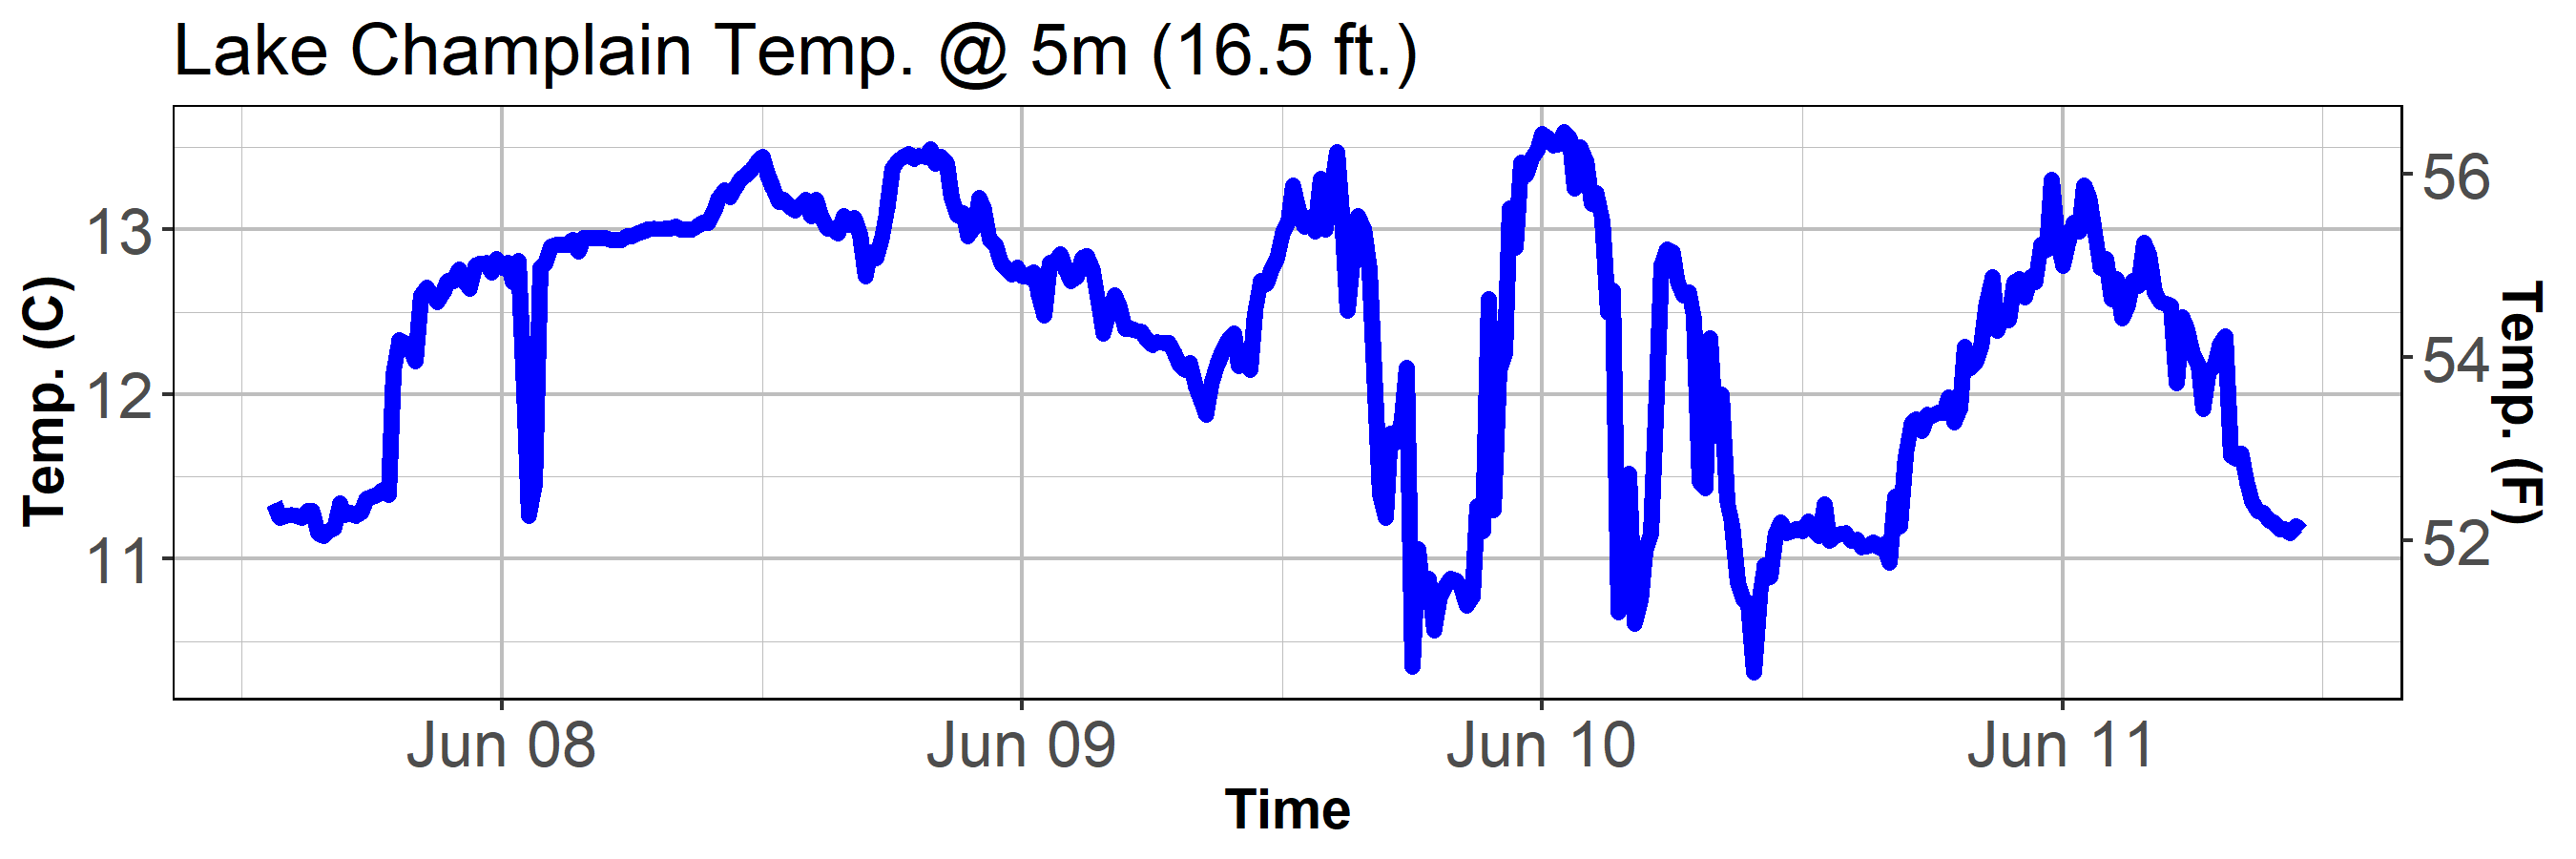 Lake Champlain Temp. @ 5m (16.5 ft.)
Temp. (C)
13
12
11
56
54
52
Temp. (F)
Jun 08
Jun 09
Jun 10
Jun 11
Time